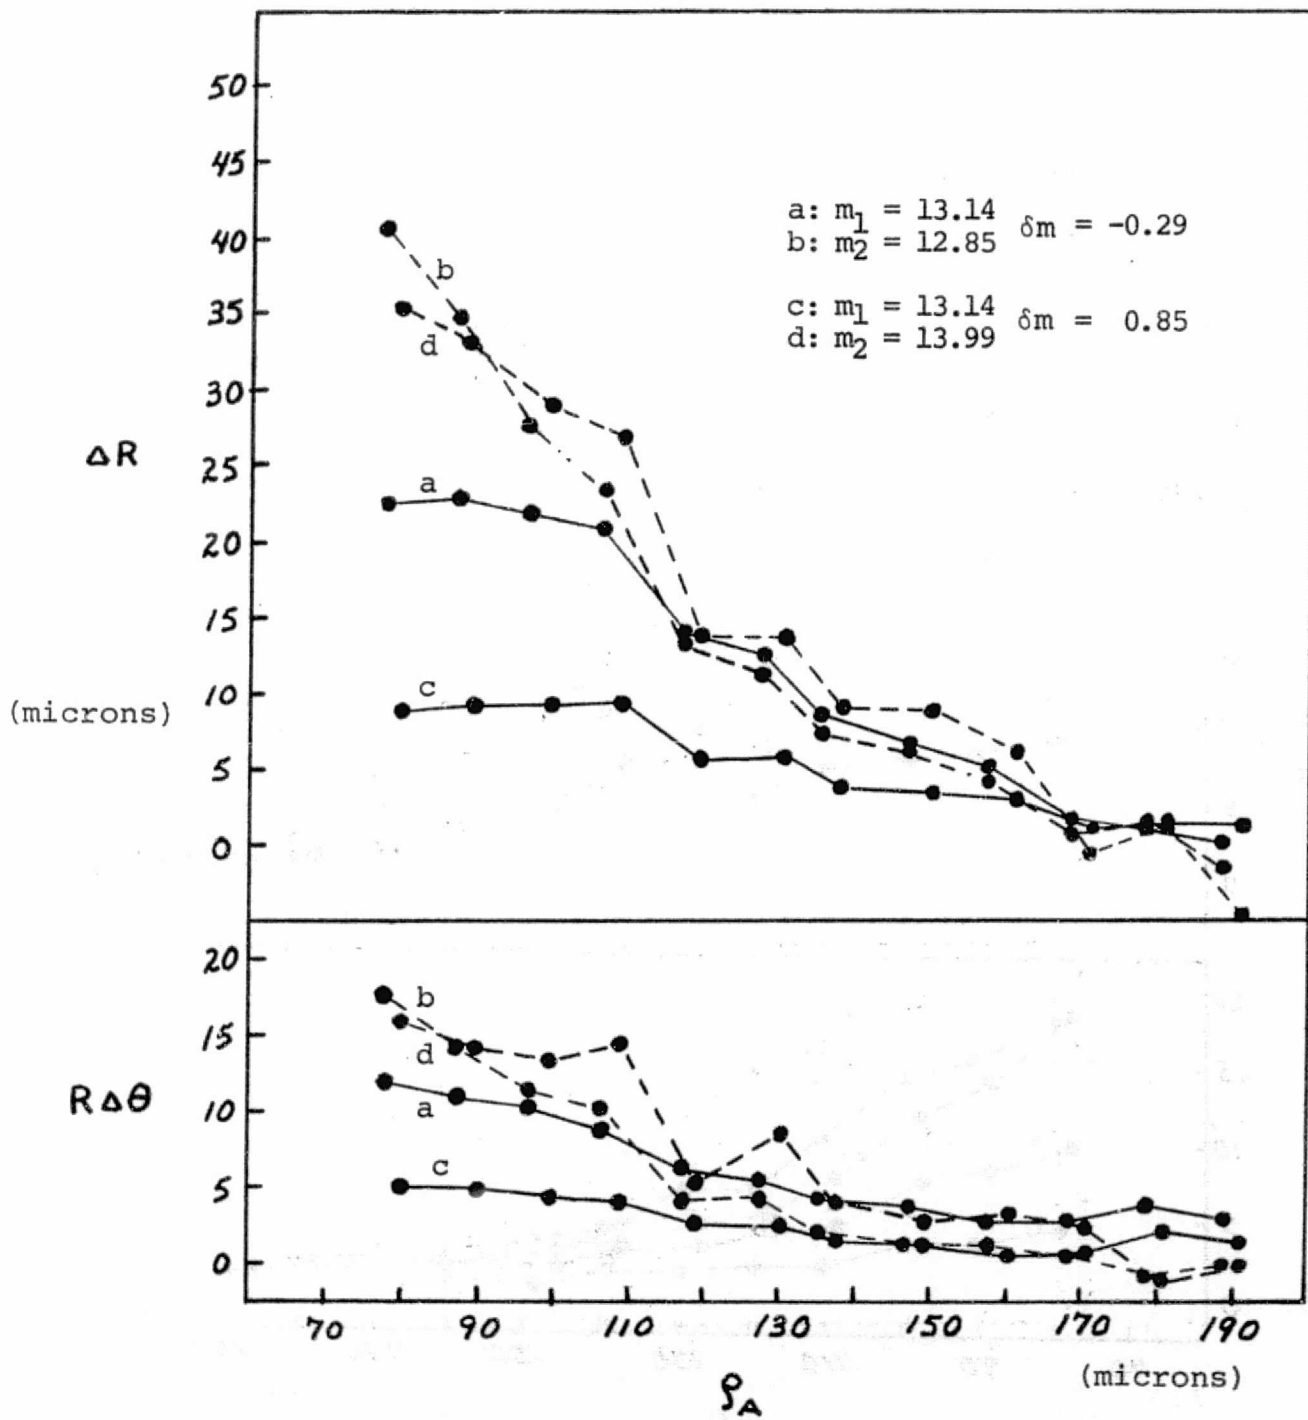 50
45
40
35
30
25
20
15
10
5
0
ΔR
(microns)
a: m1 = 13.14
b: m2 = 12.85
δm = -0.29
c: m1 = 13.14
d: m2 = 13.99
δm = 0.85
b
d
a
c
20
15
10
5
0
RΔθ
b
d
a
c
70 90 110 130 150 170 190
(microns)
ρA